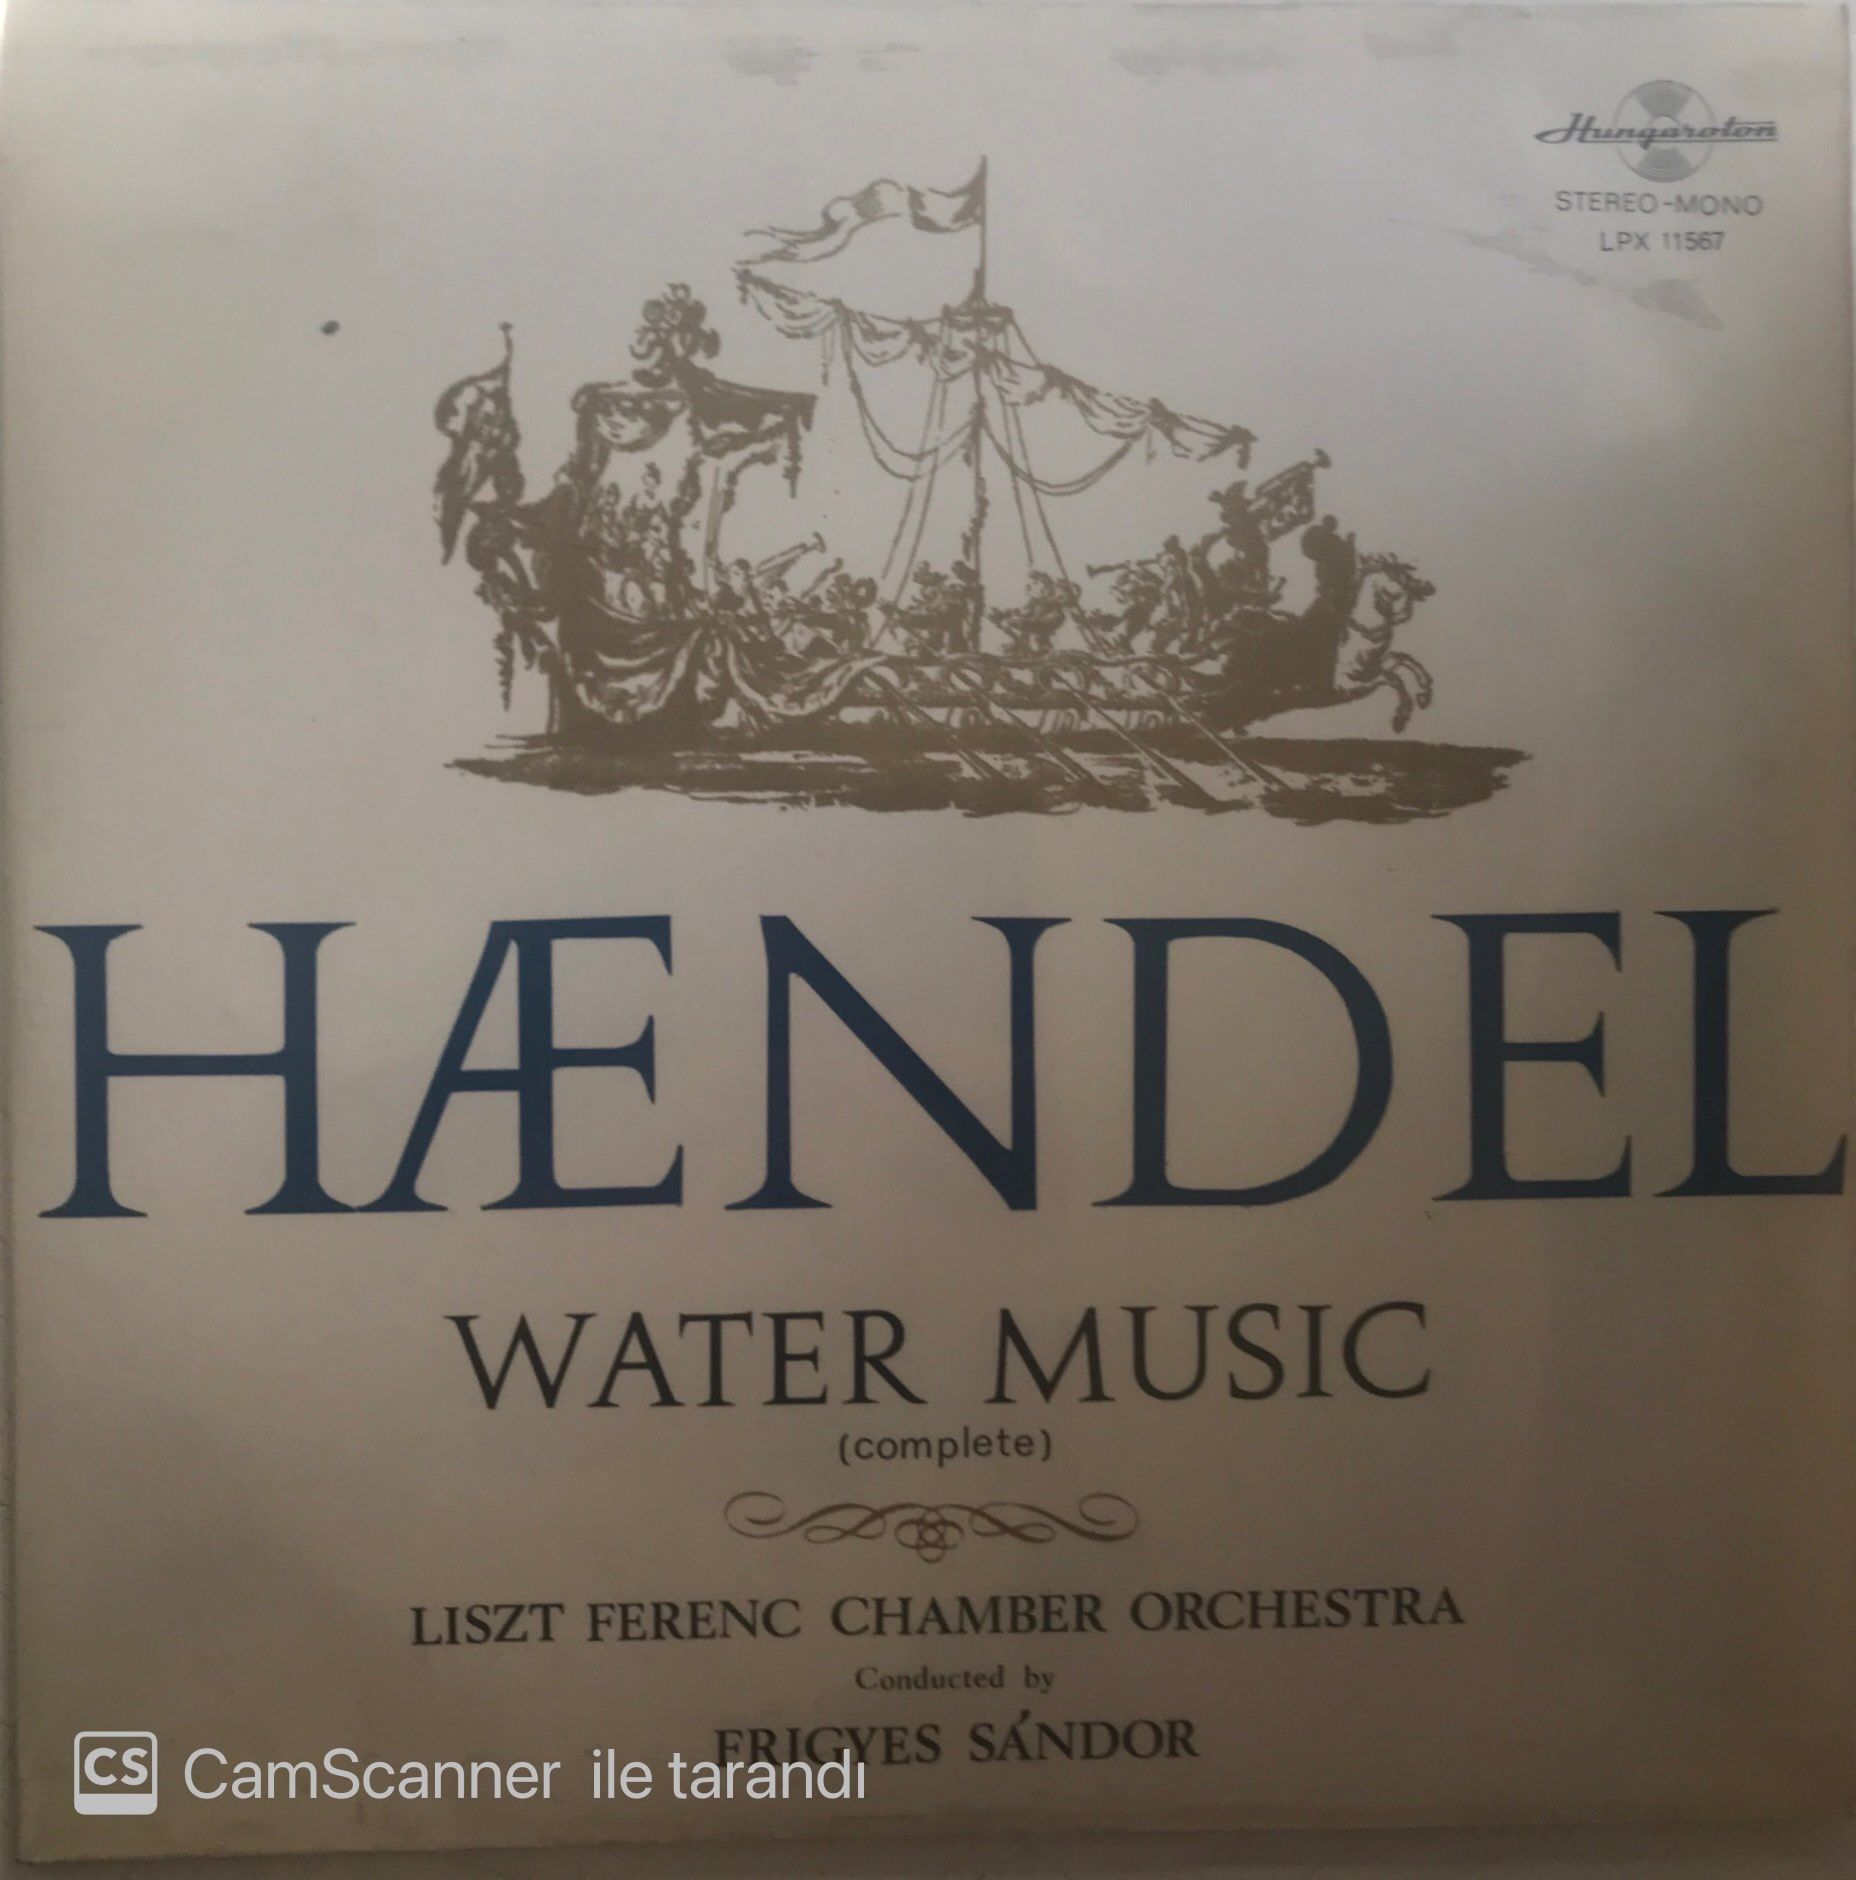 Hungaroton
STEREO-MONO
LPX 11567
HÆNDEL
WATER MUSIC
(complete)
LISZT FERENC CHAMBER ORCHESTRA
Conducted by
FRIGYES SÁNDOR
CS CamScanner ile tarandı